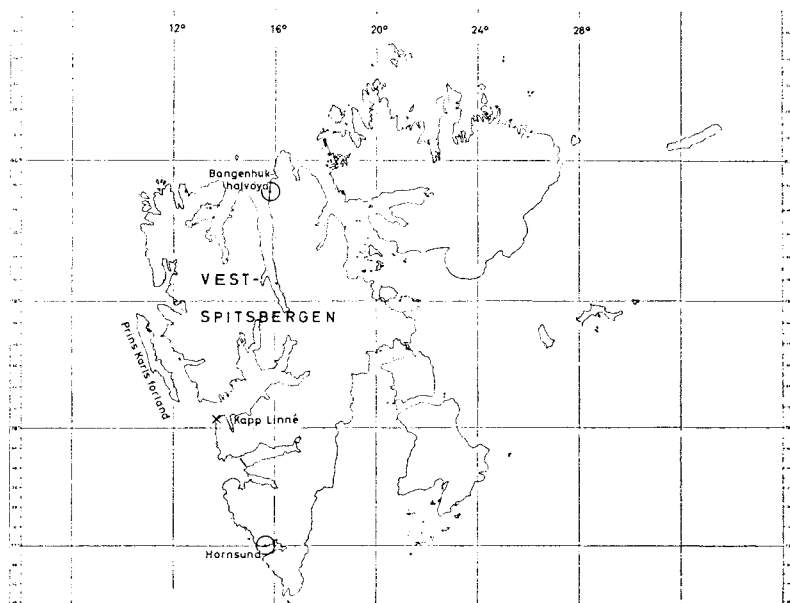 12° 16° 20° 24° 28°
Bangenhuk
halvøya
VEST-
SPITSBERGEN
Prins Karls forland
Kapp Linné
Hornsund